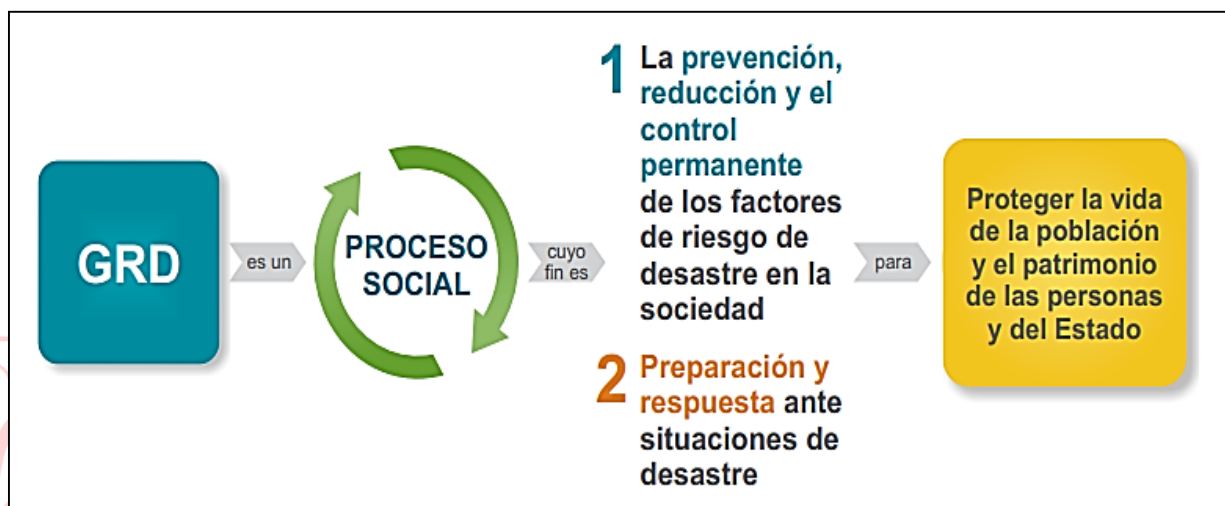 GRD
es un
PROCESO
SOCIAL
cuyo
fin es
1 La prevención,
reducción y el
control
permanente
de los factores
de riesgo de
desastre en la
sociedad
2 Preparación y
respuesta ante
situaciones de
desastre
para
Proteger la vida
de la población
y el patrimonio
de las personas
y del Estado